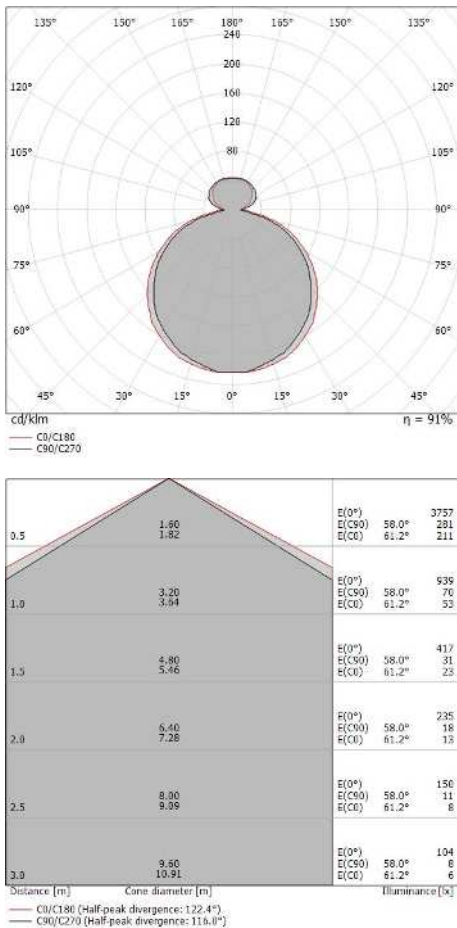 135° 165° 180° 165° 135°
240
200
120° 160 120°
120
105° 80 105°
90° 90°
75° 75°
60° 60°
45° 30° 15° 0° 15° 30° 45°
cd/klm η = 91%
C0/C180
C90/C270
0.5 1.60 1.82
E(0°) 3757
E(C90) 58.0° 281
E(C0) 61.2° 211
1.0 3.20 3.64
E(0°) 939
E(C90) 58.0° 70
E(C0) 61.2° 53
1.5 4.80 5.46
E(0°) 417
E(C90) 58.0° 31
E(C0) 61.2° 23
2.0 6.40 7.28
E(0°) 235
E(C90) 58.0° 18
E(C0) 61.2° 13
2.5 8.00 9.09
E(0°) 150
E(C90) 58.0° 11
E(C0) 61.2° 8
3.0 9.60 10.91
E(0°) 104
E(C90) 58.0° 8
E(C0) 61.2° 6
Distance [m] Cone diameter [m] Illuminance [lx]
C0/C180 (Half-peak divergence: 122.4°)
C90/C270 (Half-peak divergence: 116.0°)